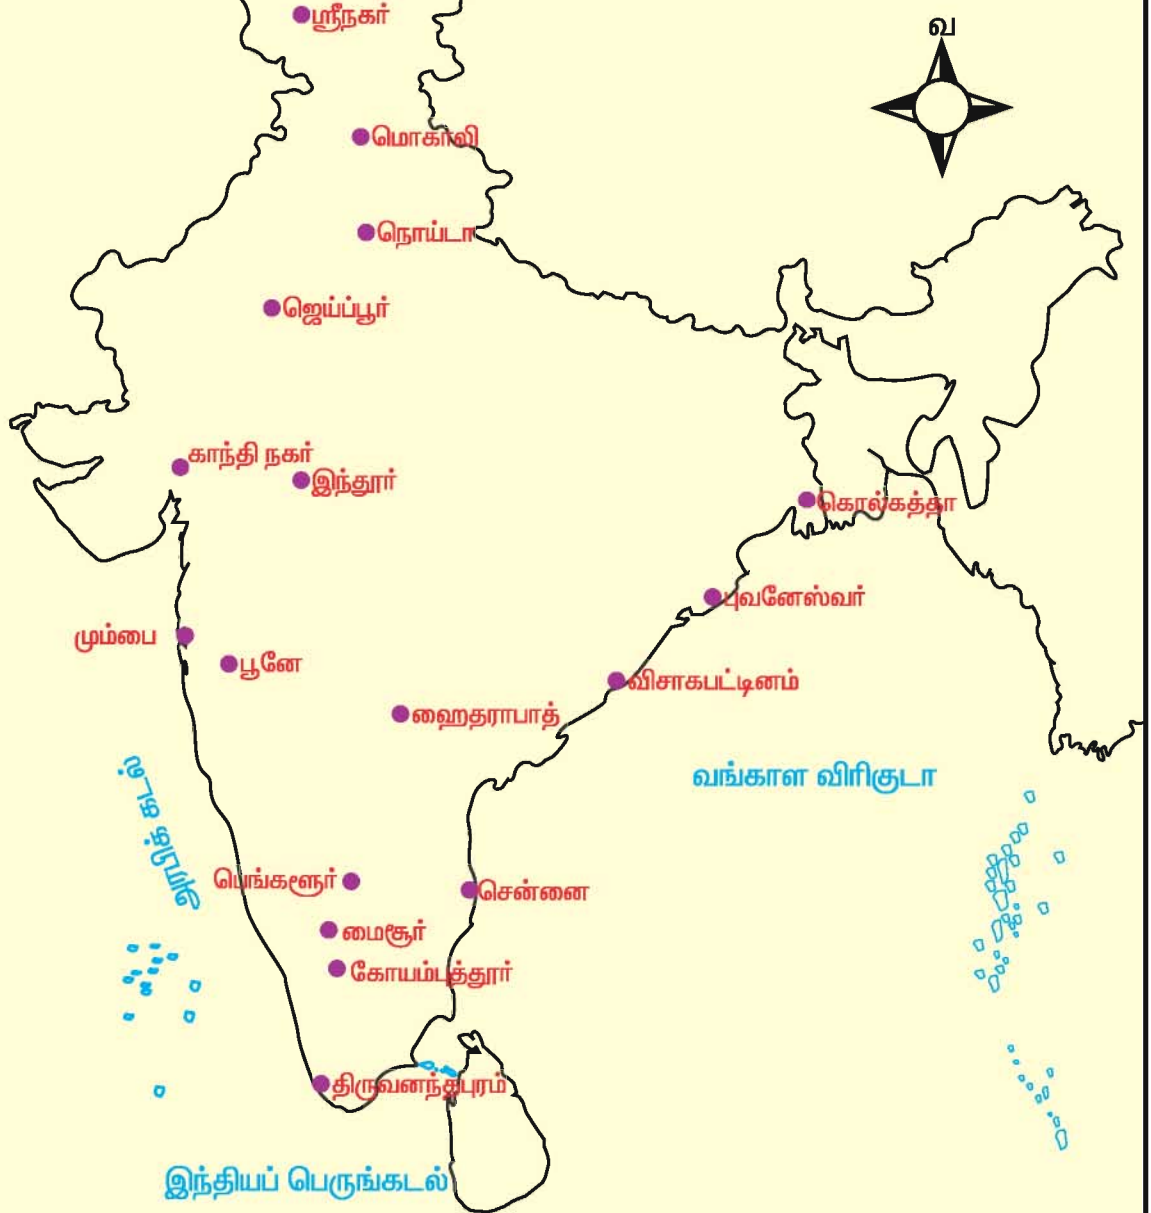 ஸ்ரீநகர்
வ
மொகாலி
நொய்டா
ஜெய்ப்பூர்
காந்தி நகர்
இந்தூர்
கொல்கத்தா
புவனேஸ்வர்
மும்பை
பூனே
விசாகபட்டினம்
ஹைதராபாத்
வங்காள விரிகுடா
அரபிக் கடல்
பெங்களூர்
சென்னை
மைசூர்
கோயம்புத்தூர்
திருவனந்தபுரம்
இந்தியப் பெருங்கடல்